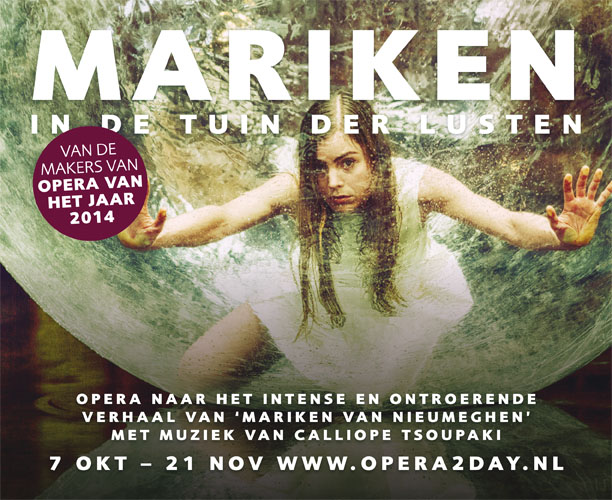 MARIKEN
IN DE TUIN DER LUSTEN
VAN DE
MAKERS VAN
OPERA VAN
HET JAAR
2014
OPERA NAAR HET INTENSE EN ONTROERENDE
VERHAAL VAN ‘MARIKEN VAN NIEUMEGHEN’
MET MUZIEK VAN CALLIOPE TSOUPAKI
7 OKT – 21 NOV WWW.OPERA2DAY.NL